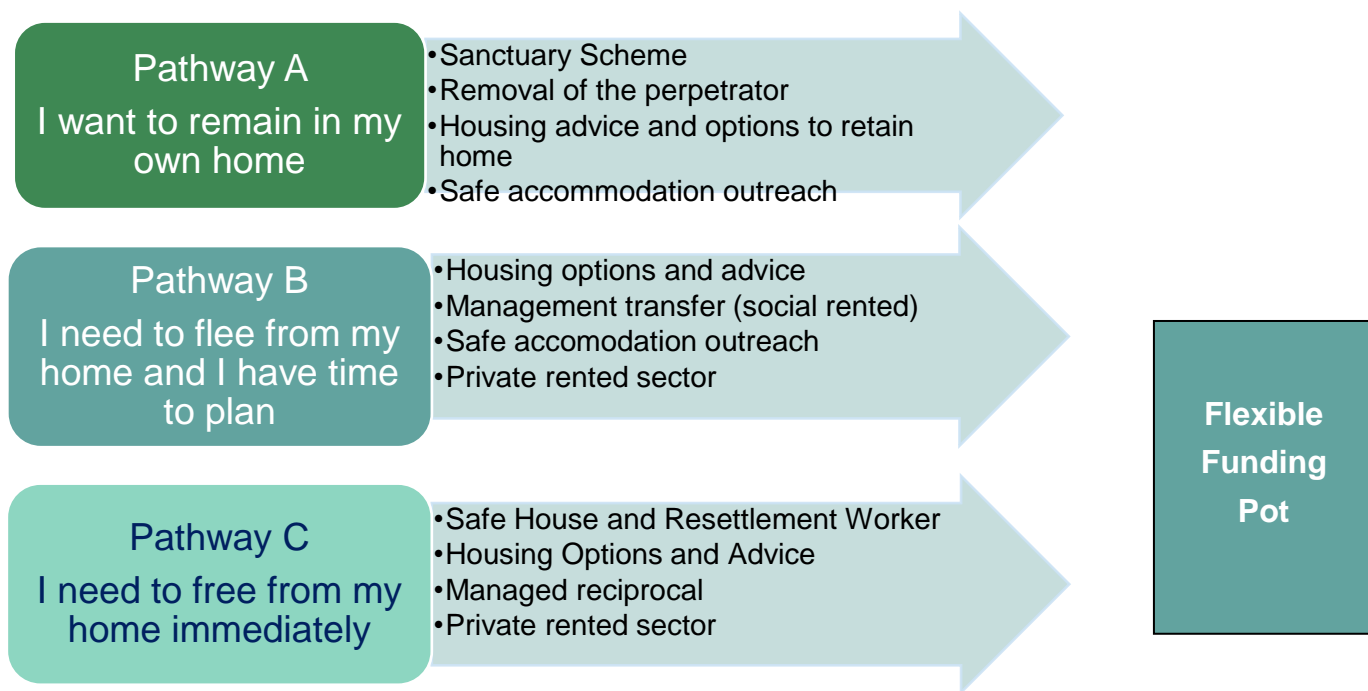 Pathway A
I want to remain in my
own home
•Sanctuary Scheme
•Removal of the perpetrator
•Housing advice and options to retain
home
•Safe accommodation outreach
Pathway B
I need to flee from my
home and I have time
to plan
•Housing options and advice
•Management transfer (social rented)
•Safe accomodation outreach
•Private rented sector
Pathway C
I need to free from my
home immediately
•Safe House and Resettlement Worker
•Housing Options and Advice
•Managed reciprocal
•Private rented sector
Flexible
Funding
Pot